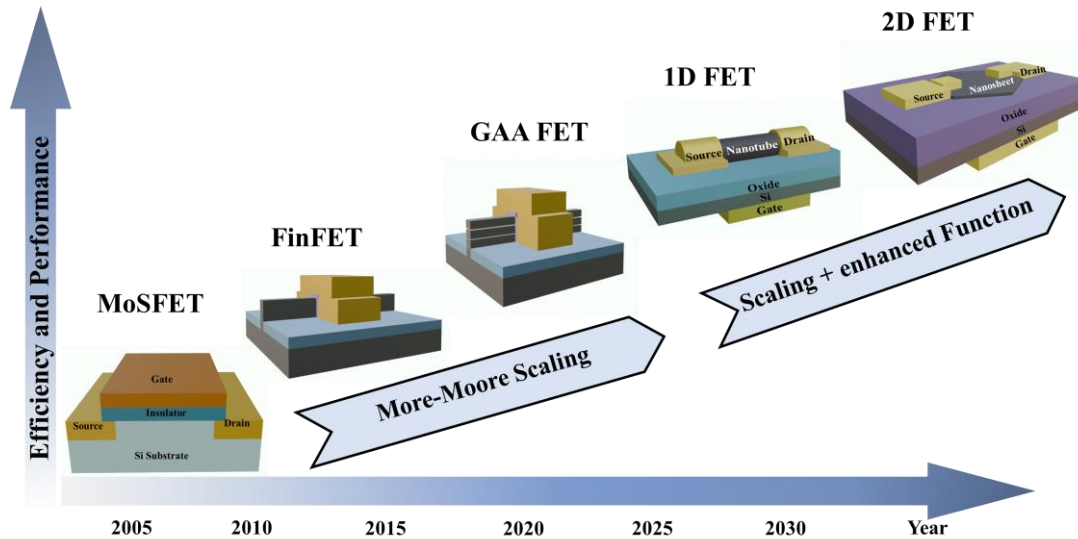 2D FET
Source
Drain
Nanosheet
Oxide
Si
Gate
1D FET
Source
Nanotube
Drain
Oxide
Si
Gate
GAA FET
FinFET
MoSFET
Gate
Insulator
Source
Drain
Si Substrate
More-Moore Scaling
Scaling + enhanced Function
Efficiency and Performance
2005
2010
2015
2020
2025
2030
Year